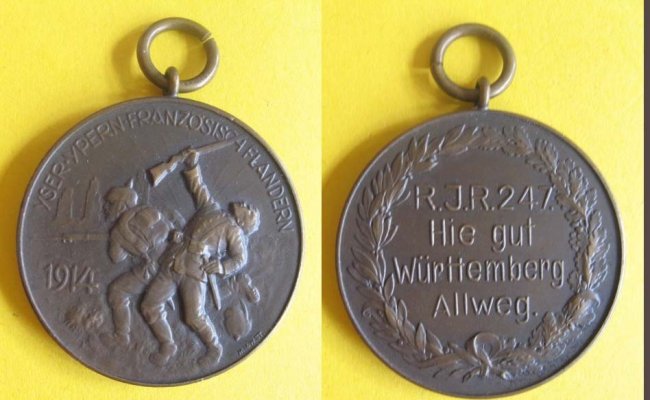 YSER-YPERN-FRANZÖSISCH-FLANDERN
1914
R.J.R.247.
Hie gut
Württemberg
Allweg.